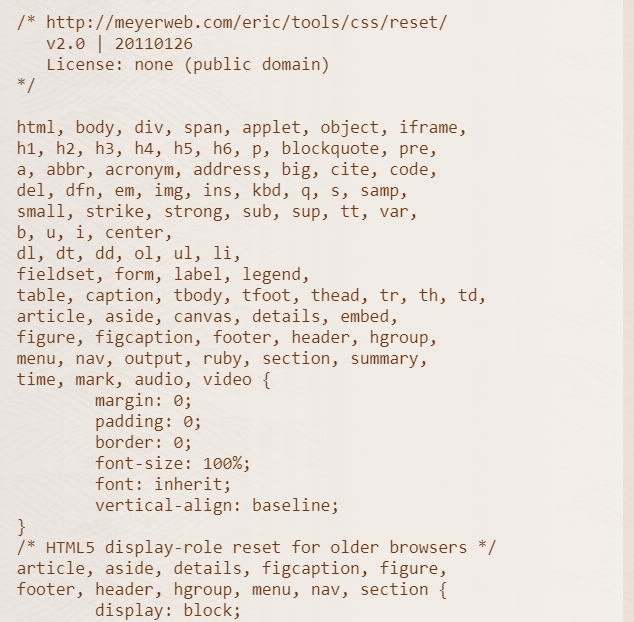 /* http://meyerweb.com/eric/tools/css/reset/
   v2.0 | 20110126
   License: none (public domain)
*/

html, body, div, span, applet, object, iframe,
h1, h2, h3, h4, h5, h6, p, blockquote, pre,
a, abbr, acronym, address, big, cite, code,
del, dfn, em, img, ins, kbd, q, s, samp,
small, strike, strong, sub, sup, tt, var,
b, u, i, center,
dl, dt, dd, ol, ul, li,
fieldset, form, label, legend,
table, caption, tbody, tfoot, thead, tr, th, td,
article, aside, canvas, details, embed,
figure, figcaption, footer, header, hgroup,
menu, nav, output, ruby, section, summary,
time, mark, audio, video {
        margin: 0;
        padding: 0;
        border: 0;
        font-size: 100%;
        font: inherit;
        vertical-align: baseline;
}
/* HTML5 display-role reset for older browsers */
article, aside, details, figcaption, figure,
footer, header, hgroup, menu, nav, section {
        display: block;